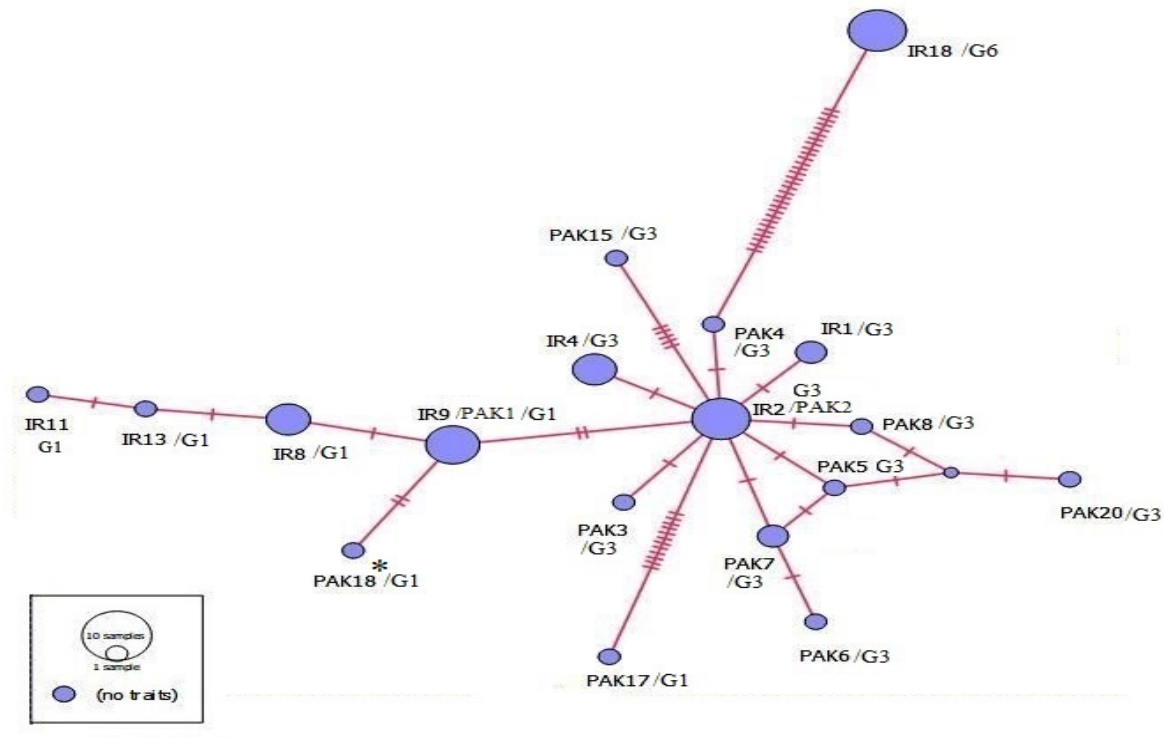 IR18 /G6
PAK15 /G3
PAK4
/G3
IR1/G3
IR4 /G3
G3
IR2/PAK2
IR9 /PAK1/G1
PAK8 /G3
IR11
G1
IR13 /G1
IR8 /G1
PAK5 G3
PAK3
/G3
PAK20/G3
PAK7
/G3
*
PAK18/G1
PAK6/G3
PAK17/G1
10 samples
1 sample
(no traits)